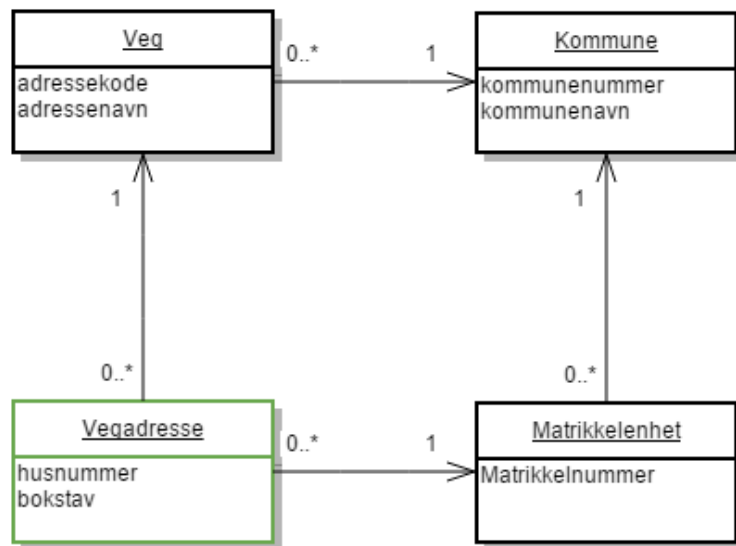 Veg
adressekode
adressenavn
0..*
1
Kommune
kommunenummer
kommunenavn
1
1
0..*
0..*
Vegadresse
husnummer
bokstav
0..*
1
Matrikkelenhet
Matrikkelnummer